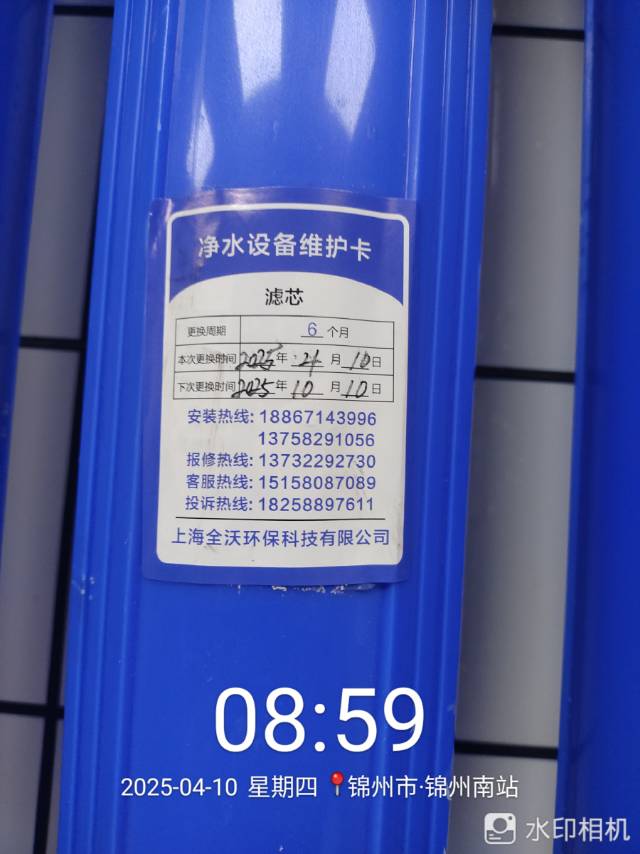 净水设备维护卡
滤芯
更换周期 6 个月
本次更换时间 2025 年 4 月 10 日
下次更换时间 2025 年 10 月 10 日
安装热线: 18867143996
13758291056
报修热线: 13732292730
客服热线: 15158087089
投诉热线: 18258897611
上海全沃环保科技有限公司
08:59
2025-04-10 星期四 锦州市·锦州南站
水印相机